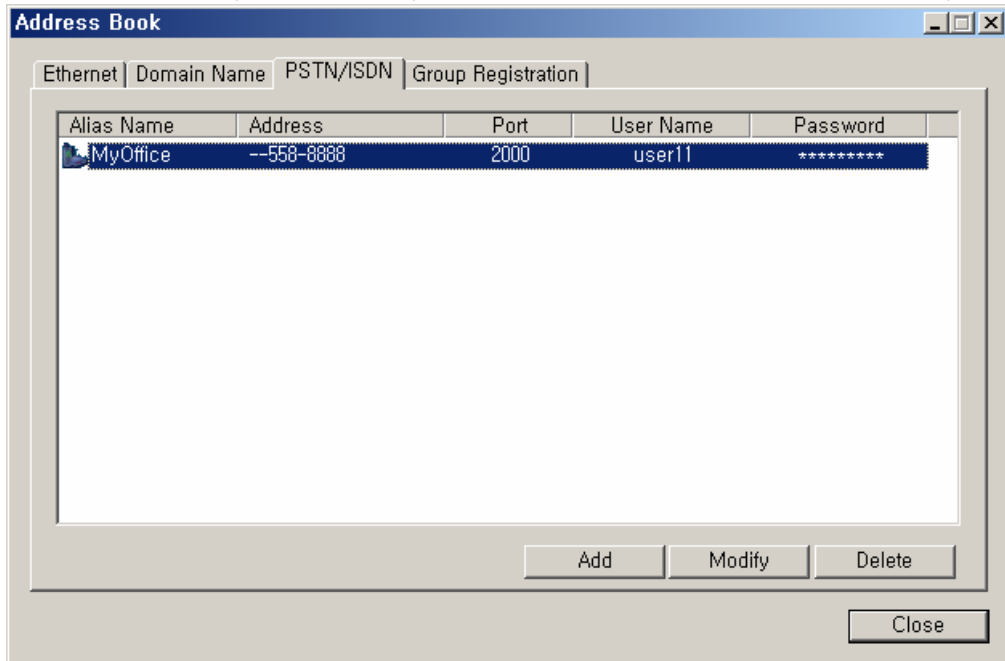 Address Book
Ethernet Domain Name PSTN/ISDN Group Registration
Alias Name Address Port User Name Password
MyOffice --558-8888 2000 user11 *********
Add Modify Delete
Close